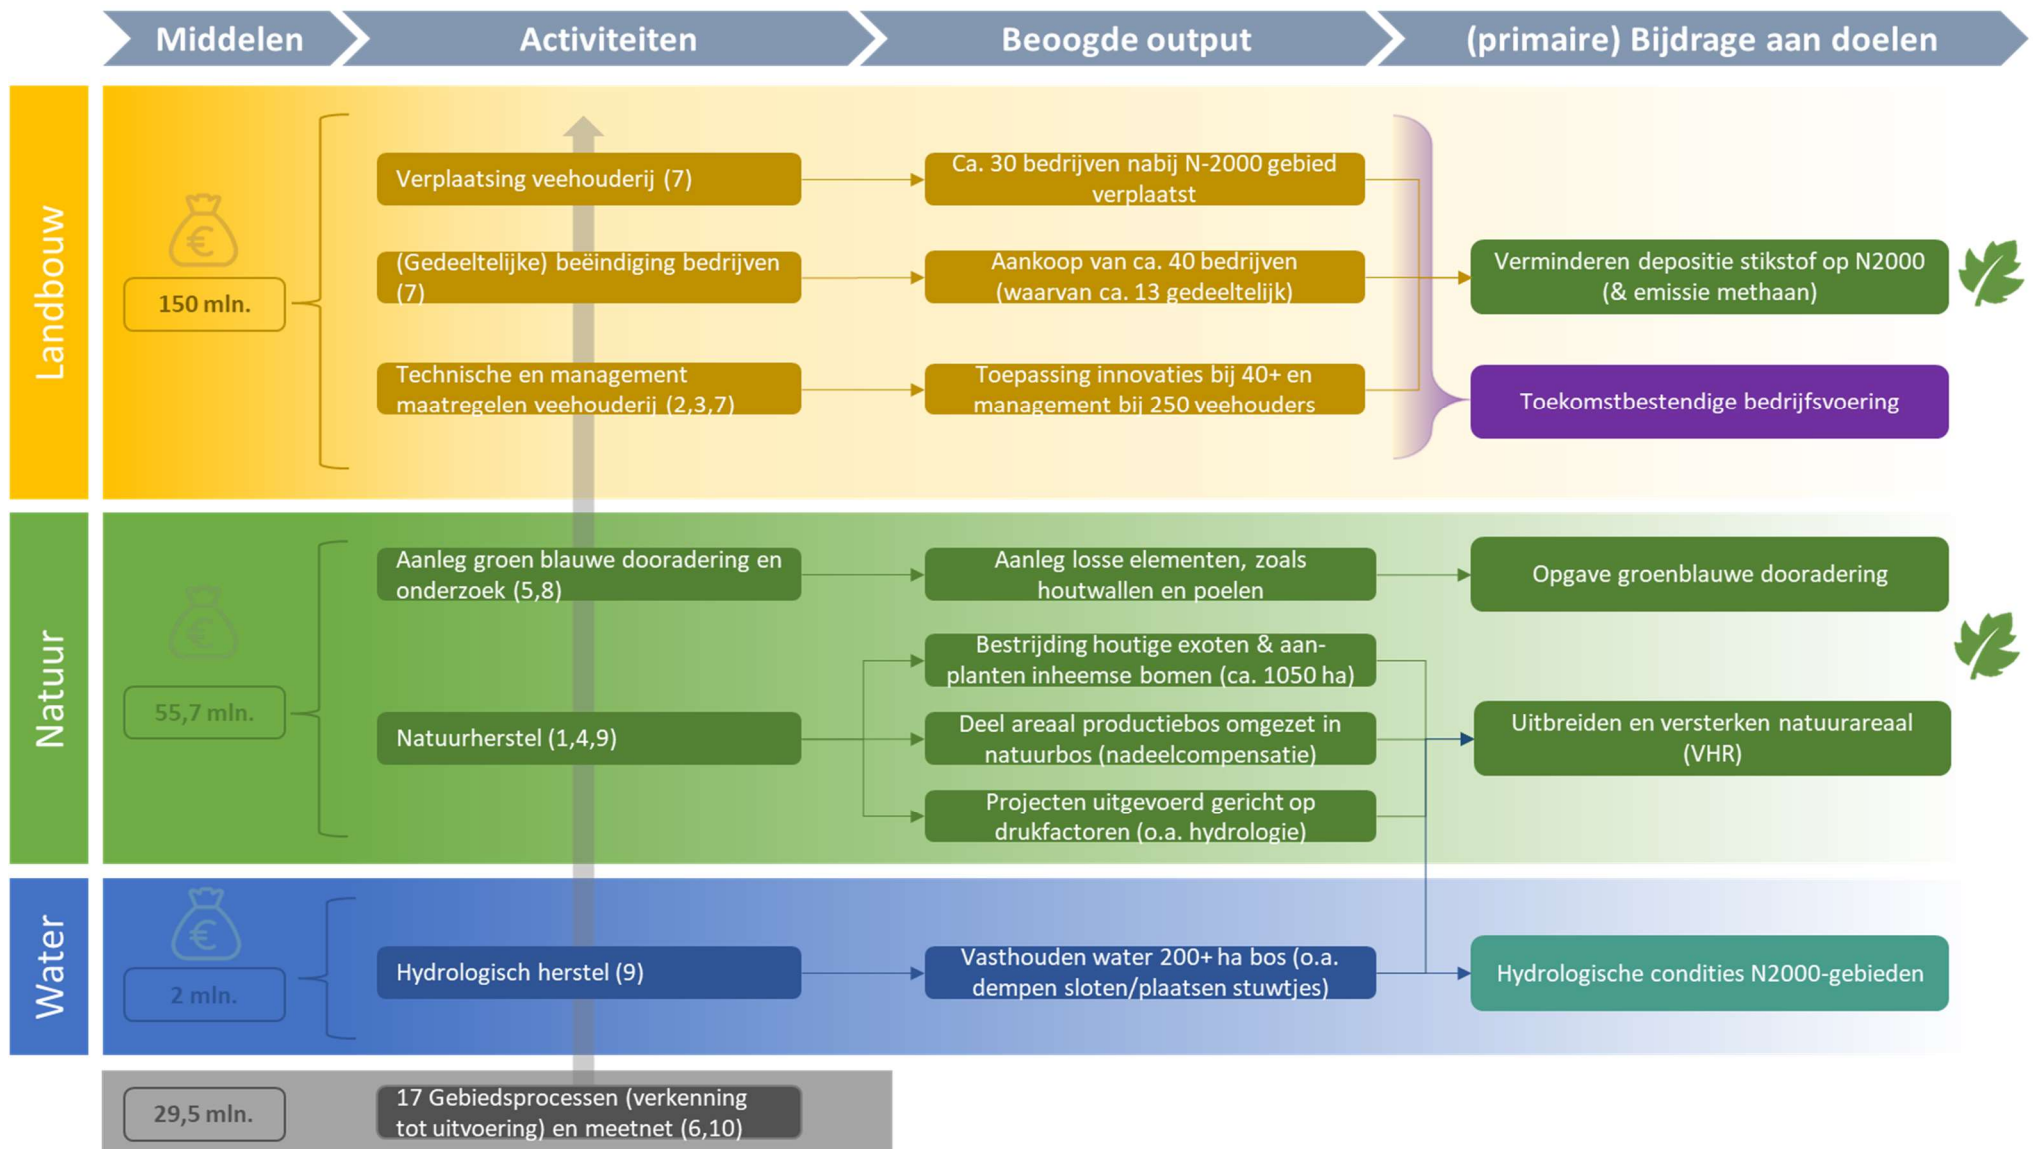 Middelen
Activiteiten
Beoogde output
(primaire) Bijdrage aan doelen
Landbouw
€
150 mln.
Verplaatsing veehouderij (7)
Ca. 30 bedrijven nabij N-2000 gebied
verplaatst
(Gedeeltelijke) beëindiging bedrijven
(7)
Aankoop van ca. 40 bedrijven
(waarvan ca. 13 gedeeltelijk)
Technische en management
maatregelen veehouderij (2,3,7)
Toepassing innovaties bij 40+ en
management bij 250 veehouders
Verminderen depositie stikstof op N2000
(& emissie methaan)
Toekomstbestendige bedrijfsvoering
Natuur
€
55,7 mln.
Aanleg groen blauwe dooradering en
onderzoek (5,8)
Aanleg losse elementen, zoals
houtwallen en poelen
Opgave groenblauwe dooradering
Natuurherstel (1,4,9)
Bestrijding houtige exoten & aan-
planten inheemse bomen (ca. 1050 ha)
Deel areaal productiebos omgezet in
natuurbos (nadeelcompensatie)
Projecten uitgevoerd gericht op
drukfactoren (o.a. hydrologie)
Uitbreiden en versterken natuurareaal
(VHR)
Water
€
2 mln.
Hydrologisch herstel (9)
Vasthouden water 200+ ha bos (o.a.
dempen sloten/plaatsen stuwtjes)
Hydrologische condities N2000-gebieden
29,5 mln.
17 Gebiedsprocessen (verkenning
tot uitvoering) en meetnet (6,10)